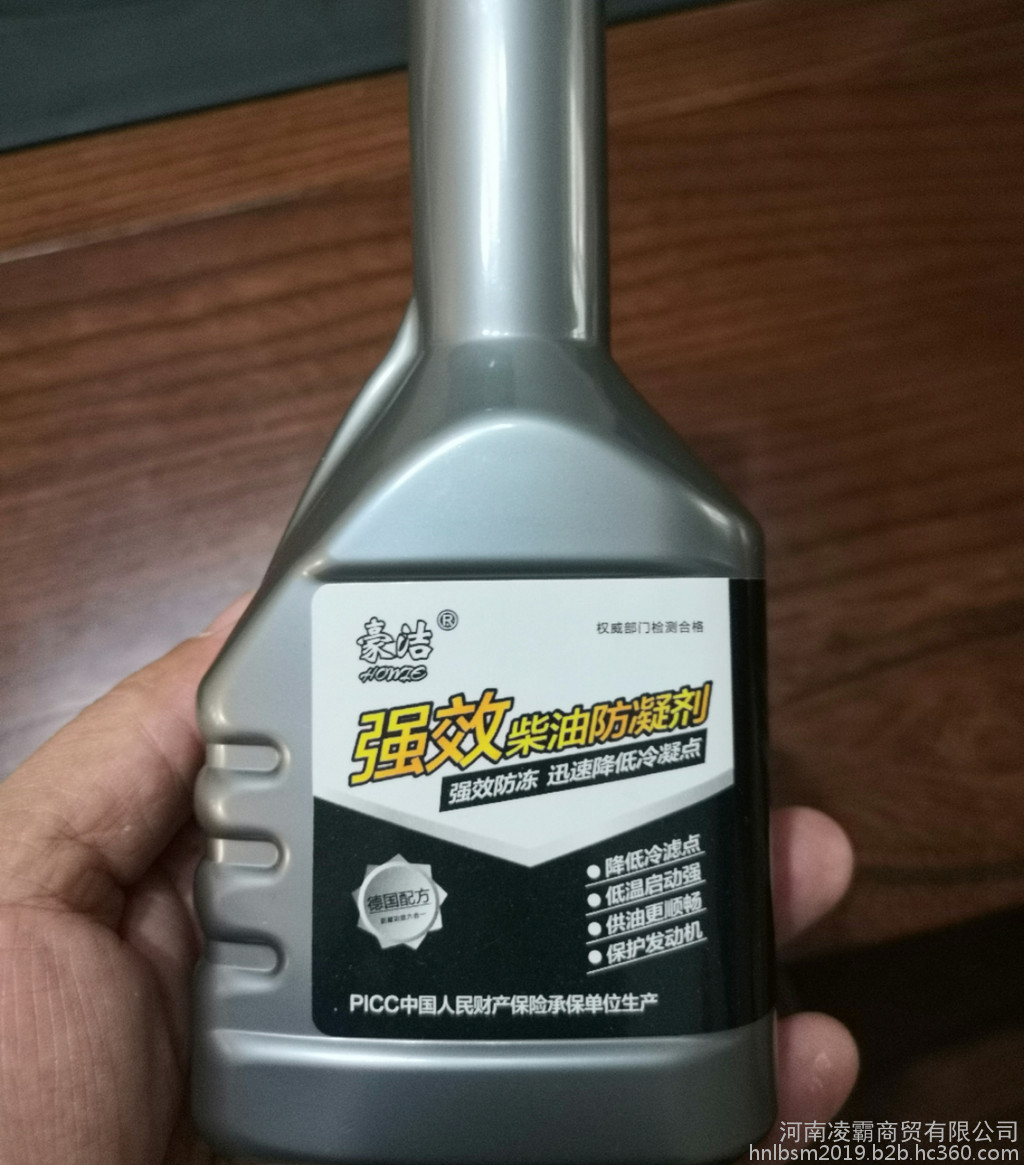 豪洁®
HOWIE
权威部门检测合格
强效柴油防凝剂
强效防冻 迅速降低冷凝点
德国配方
降低冷滤点
低温启动强
供油更顺畅
保护发动机
PICC中国人民财产保险承保单位生产
河南凌霸商贸有限公司
hnlbsm2019.b2b.hc360.com